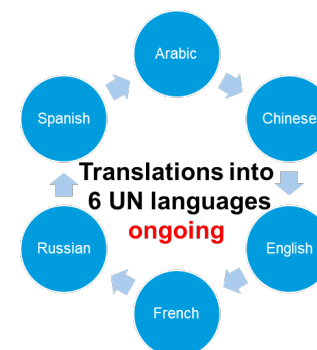 Arabic
Spanish
Chinese
Translations into
6 UN languages
ongoing
Russian
English
French